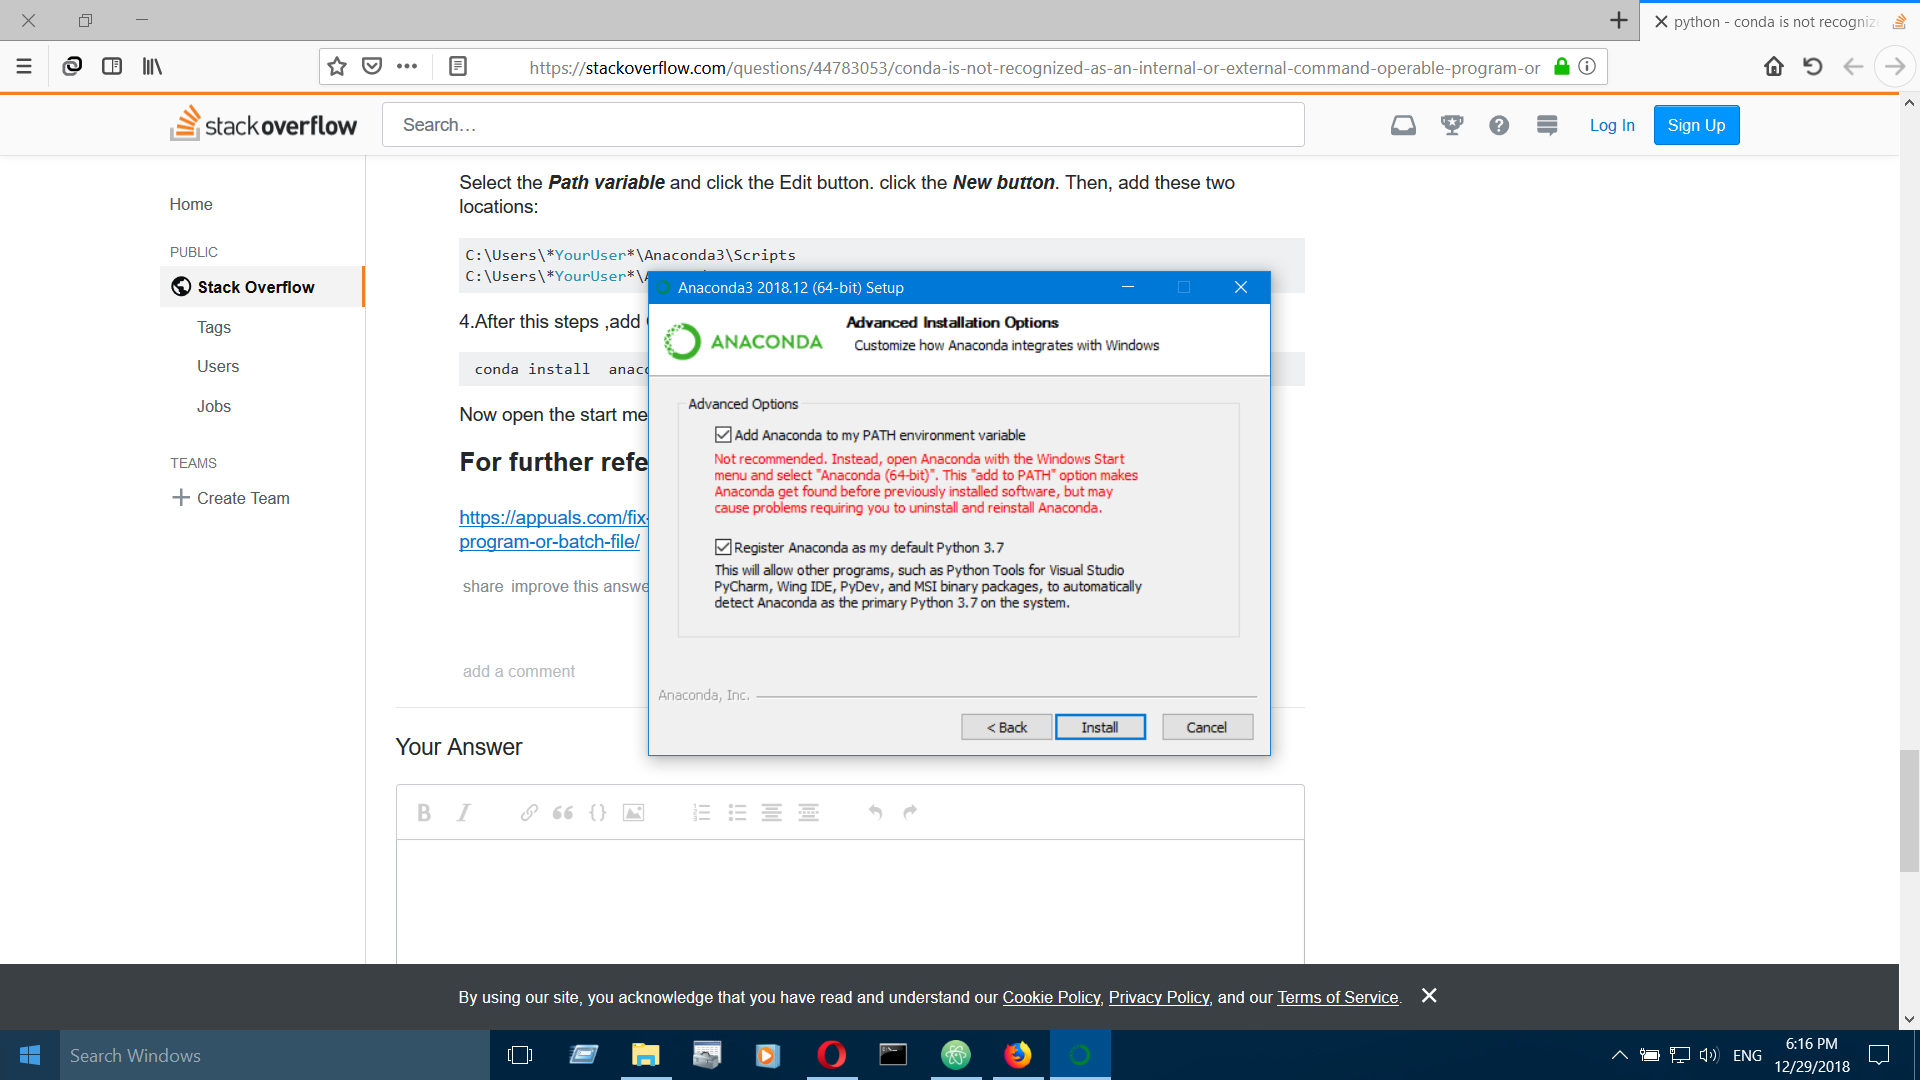 python - conda is not recogniz
https://stackoverflow.com/questions/44783053/conda-is-not-recognized-as-an-internal-or-external-command-operable-program-or
stackoverflow
Search...
Log In
Sign Up
Home
PUBLIC
Stack Overflow
Tags
Users
Jobs
TEAMS
Create Team
Select the Path variable and click the Edit button. click the New button. Then, add these two
locations:
C:\Users\*YourUser*\Anaconda3\Scripts
C:\Users\*YourUser*\
4.After this steps ,add
conda install anaco
Now open the start me
For further refe
https://appuals.com/fix-
program-or-batch-file/
share improve this answe
add a comment
Your Answer
Anaconda3 2018.12 (64-bit) Setup
ANACONDA
Advanced Installation Options
Customize how Anaconda integrates with Windows
Advanced Options
Add Anaconda to my PATH environment variable
Not recommended. Instead, open Anaconda with the Windows Start
menu and select "Anaconda (64-bit)". This "add to PATH" option makes
Anaconda get found before previously installed software, but may
cause problems requiring you to uninstall and reinstall Anaconda.
Register Anaconda as my default Python 3.7
This will allow other programs, such as Python Tools for Visual Studio
PyCharm, Wing IDE, PyDev, and MSI binary packages, to automatically
detect Anaconda as the primary Python 3.7 on the system.
Anaconda, Inc.
< Back
Install
Cancel
B I
By using our site, you acknowledge that you have read and understand our Cookie Policy, Privacy Policy, and our Terms of Service.
Search Windows
ENG
6:16 PM
12/29/2018